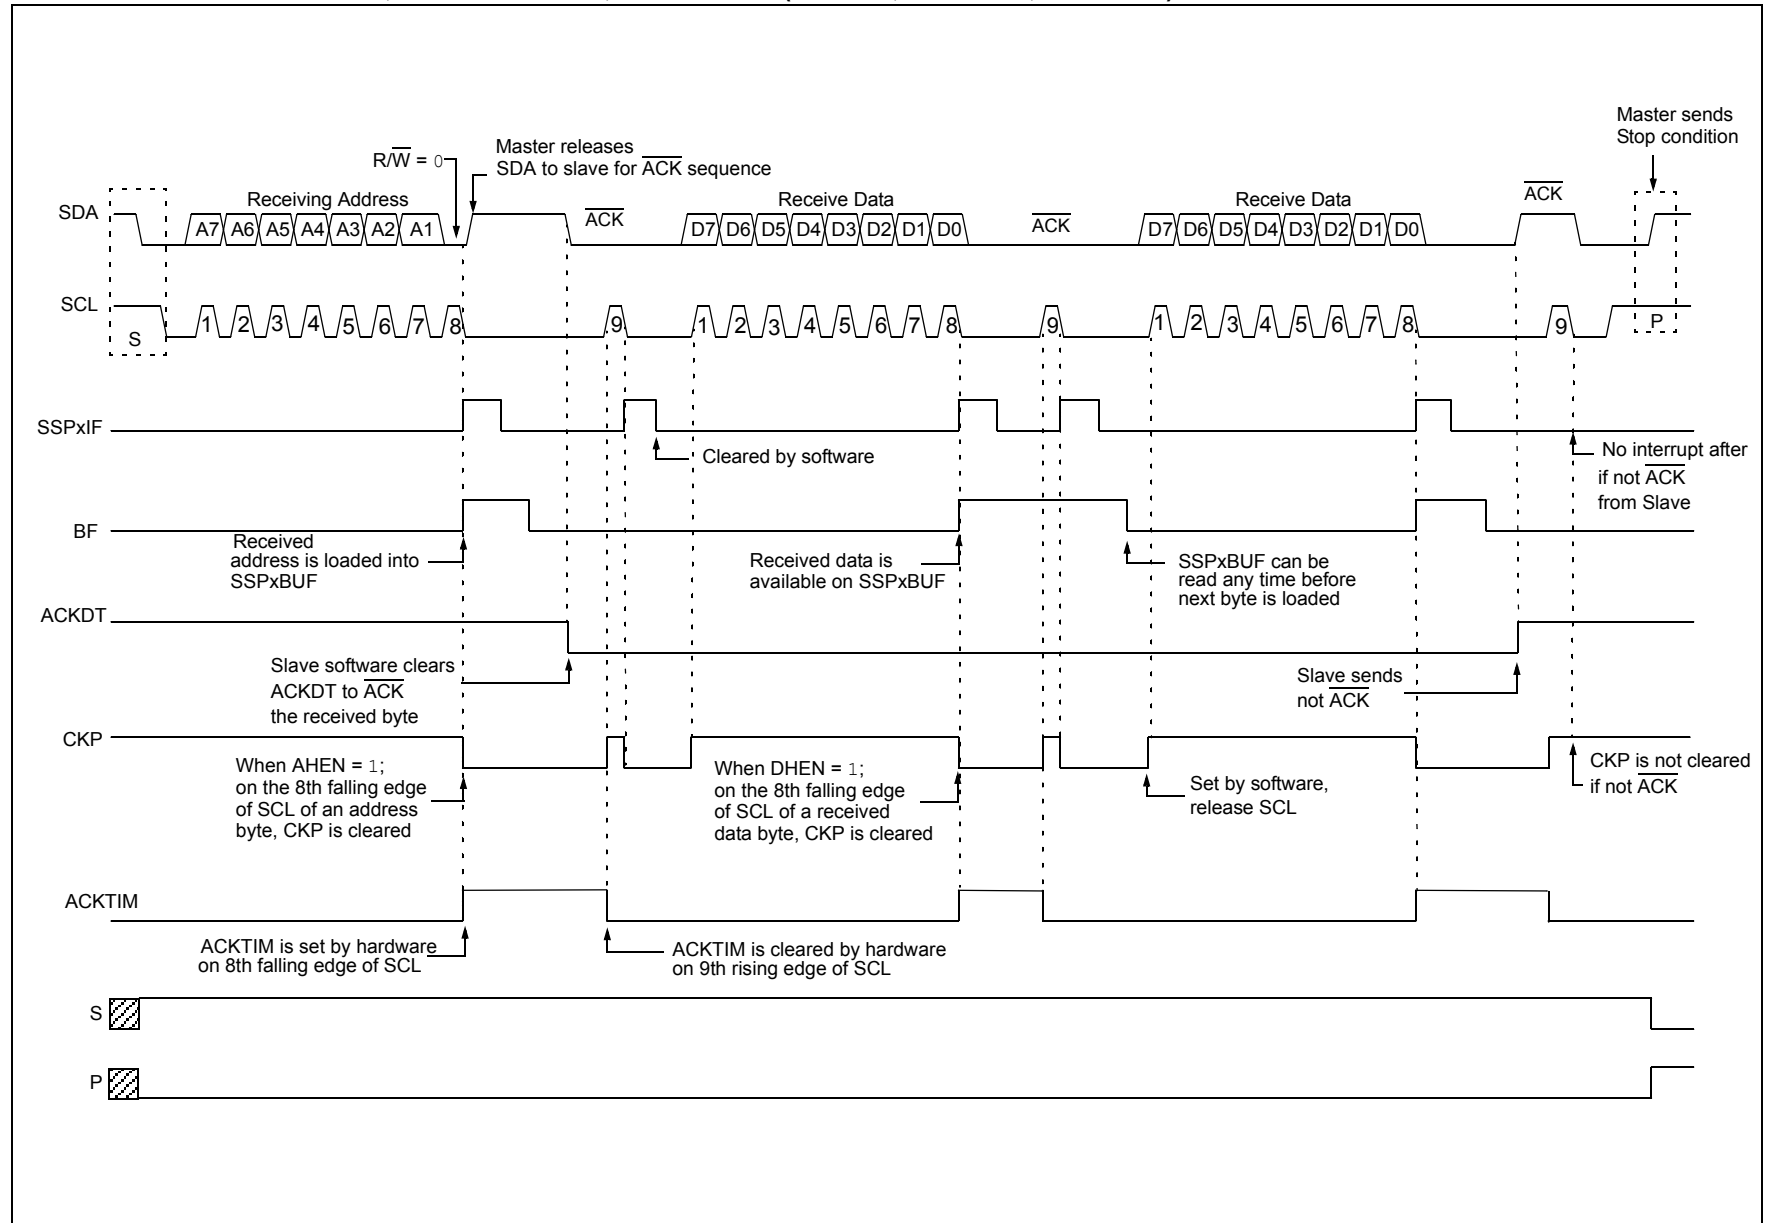 Master sends
Stop condition
Master releases
SDA to slave for ACK sequence
R/W = 0
Receiving Address
ACK
Receive Data
ACK
Receive Data
ACK
SDA
A7 A6 A5 A4 A3 A2 A1
D7 D6 D5 D4 D3 D2 D1 D0
D7 D6 D5 D4 D3 D2 D1 D0
SCL
S
1 2 3 4 5 6 7 8 9
1 2 3 4 5 6 7 8 9
1 2 3 4 5 6 7 8 9
P
SSPxIF
Cleared by software
No interrupt after
if not ACK
from Slave
BF
Received
address is loaded into
SSPxBUF
Received data is
available on SSPxBUF
SSPxBUF can be
read any time before
next byte is loaded
ACKDT
Slave software clears
ACKDT to ACK
the received byte
Slave sends
not ACK
CKP
When AHEN = 1;
on the 8th falling edge
of SCL of an address
byte, CKP is cleared
When DHEN = 1;
on the 8th falling edge
of SCL of a received
data byte, CKP is cleared
Set by software,
release SCL
CKP is not cleared
if not ACK
ACKTIM
ACKTIM is set by hardware
on 8th falling edge of SCL
ACKTIM is cleared by hardware
on 9th rising edge of SCL
S
P